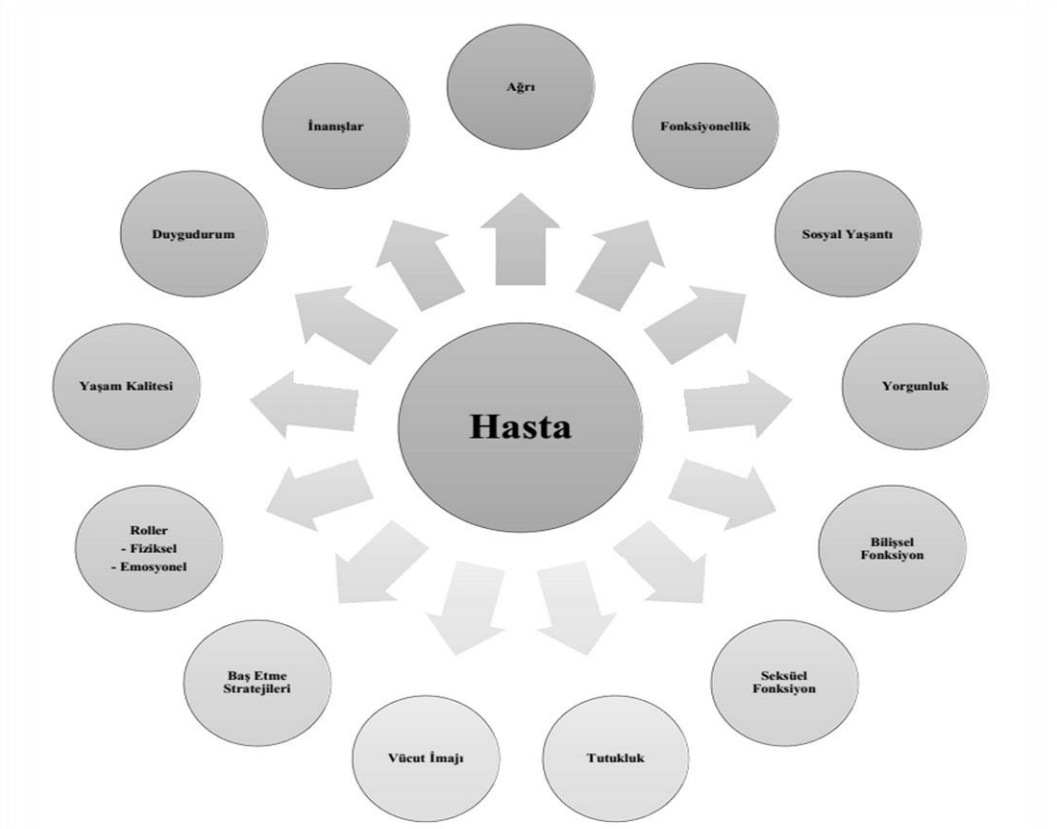 Ağrı
Fonksiyonellik
Sosyal Yaşantı
Yorgunluk
Bilişsel
Fonksiyon
Seksüel
Fonksiyon
Tutukluk
Vücut İmajı
Baş Etme
Stratejileri
Roller
- Fiziksel
- Emosyonel
Yaşam Kalitesi
Duygudurum
İnanışlar
Hasta